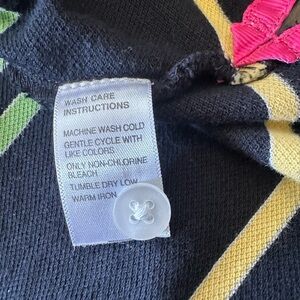 WASH CARE
INSTRUCTIONS
MACHINE WASH COLD
GENTLE CYCLE WITH
LIKE COLORS
ONLY NON-CHLORINE
BLEACH
TUMBLE DRY LOW
WARM IRON